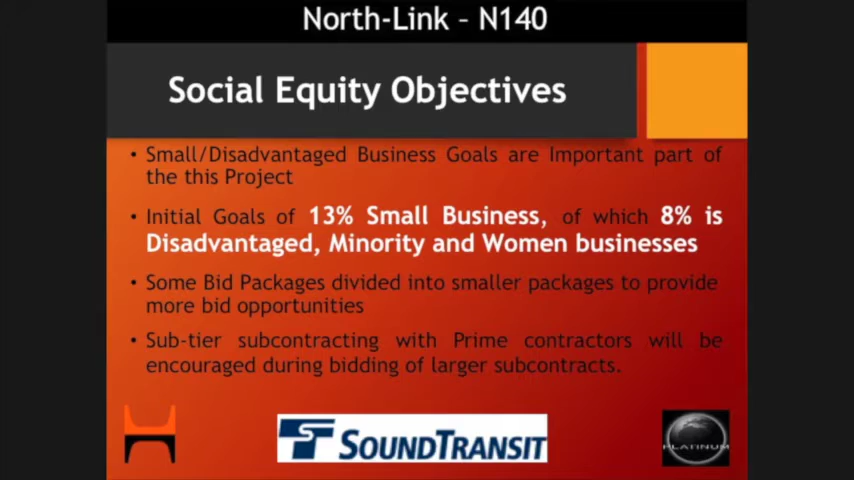 North-Link – N140
Social Equity Objectives
• Small/Disadvantaged Business Goals are Important part of
the this Project
• Initial Goals of 13% Small Business, of which 8% is
Disadvantaged, Minority and Women businesses
• Some Bid Packages divided into smaller packages to provide
more bid opportunities
• Sub-tier subcontracting with Prime contractors will be
encouraged during bidding of larger subcontracts.
SOUNDTRANSIT
PLATINUM